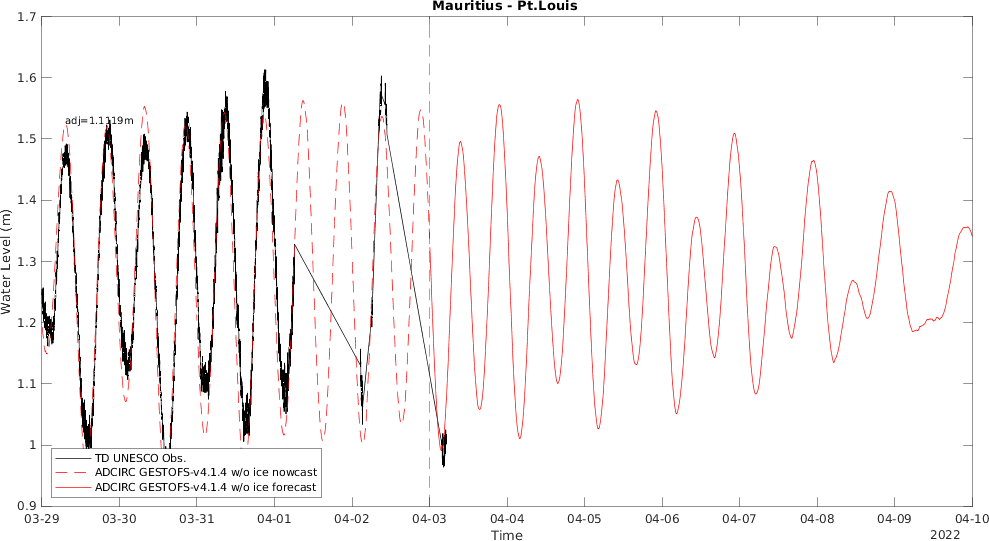 Mauritius - Pt.Louis
1.7
1.6
1.5
1.4
1.3
1.2
1.1
1
0.9
Water Level (m)
adj=1.1119m
TD UNESCO Obs.
ADCIRC GESTOFS-v4.1.4 w/o ice nowcast
ADCIRC GESTOFS-v4.1.4 w/o ice forecast
03-29 03-30 03-31 04-01 04-02 04-03 04-04 04-05 04-06 04-07 04-08 04-09 04-10
Time
2022